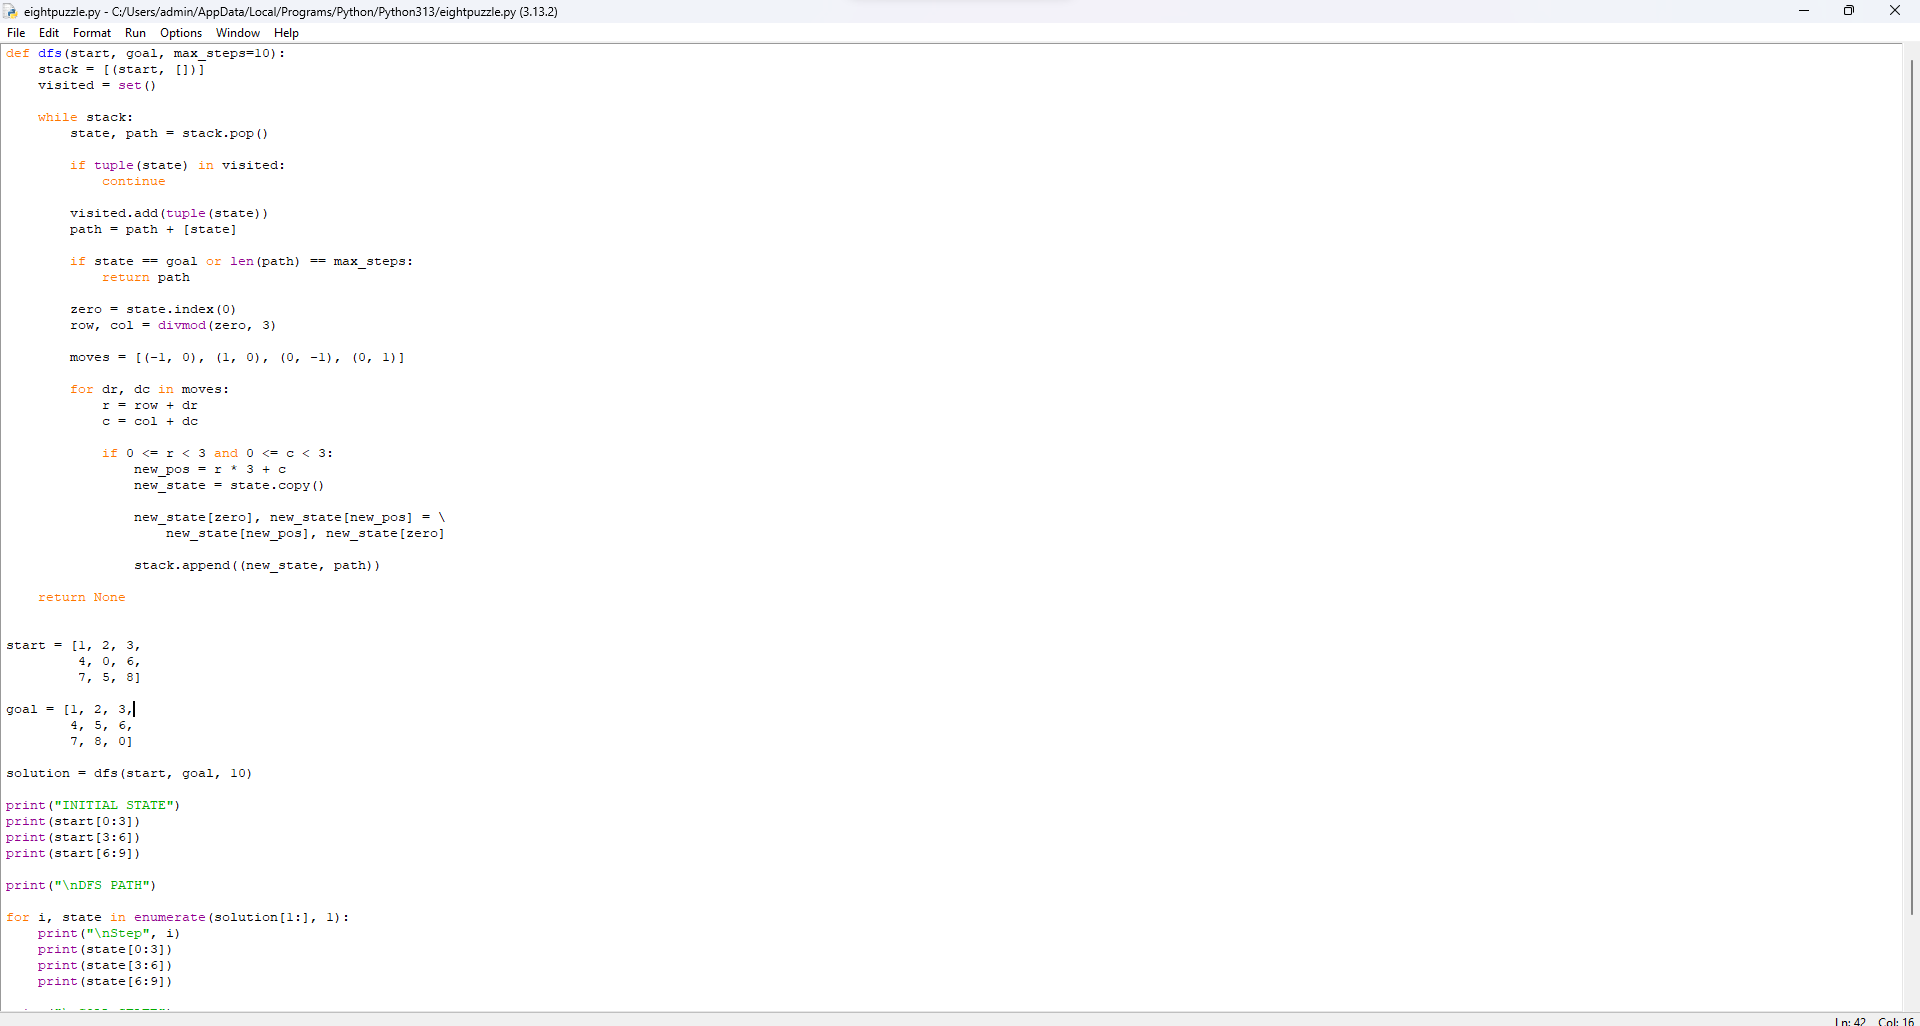 eightpuzzle.py - C:/Users/admin/AppData/Local/Programs/Python/Python313/eightpuzzle.py (3.13.2)
File Edit Format Run Options Window Help
def dfs(start, goal, max_steps=10):
    stack = [(start, [])]
    visited = set()

    while stack:
        state, path = stack.pop()

        if tuple(state) in visited:
            continue

        visited.add(tuple(state))
        path = path + [state]

        if state == goal or len(path) == max_steps:
            return path

        zero = state.index(0)
        row, col = divmod(zero, 3)

        moves = [(-1, 0), (1, 0), (0, -1), (0, 1)]

        for dr, dc in moves:
            r = row + dr
            c = col + dc

            if 0 <= r < 3 and 0 <= c < 3:
                new_pos = r * 3 + c
                new_state = state.copy()

                new_state[zero], new_state[new_pos] = \
                    new_state[new_pos], new_state[zero]

                stack.append((new_state, path))

    return None


start = [1, 2, 3,
         4, 0, 6,
         7, 5, 8]

goal = [1, 2, 3,
        4, 5, 6,
        7, 8, 0]

solution = dfs(start, goal, 10)

print("INITIAL STATE")
print(start[0:3])
print(start[3:6])
print(start[6:9])

print("\nDFS PATH")

for i, state in enumerate(solution[1:], 1):
    print("\nStep", i)
    print(state[0:3])
    print(state[3:6])
    print(state[6:9])

Ln: 42 Col: 16